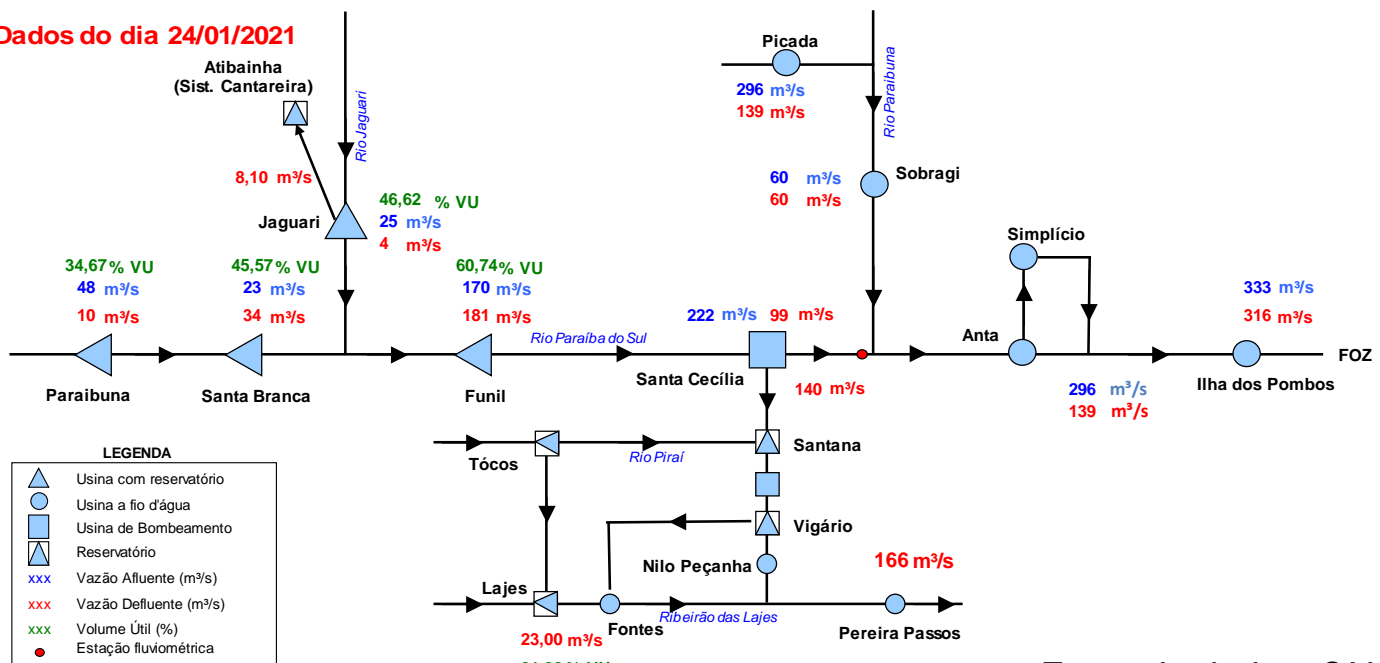 Dados do dia 24/01/2021
Atibainha
(Sist. Cantareira)
Rio Jaguari
8,10 m³/s
Jaguari
46,62 % VU
25 m³/s
4 m³/s
Picada
296 m³/s
139 m³/s
Rio Paraibuna
60 m³/s
60 m³/s
Sobragi
Simplício
34,67% VU
48 m³/s
10 m³/s
Paraibuna
45,57% VU
23 m³/s
34 m³/s
Santa Branca
60,74% VU
170 m³/s
181 m³/s
Funil
Rio Paraíba do Sul
222 m³/s 99 m³/s
Santa Cecília
140 m³/s
Anta
296 m³/s
139 m³/s
333 m³/s
316 m³/s
Ilha dos Pombos
FOZ
Tócos
Rio Piraí
Santana
Vigário
Nilo Peçanha
166 m³/s
Lajes
23,00 m³/s
Fontes
Ribeirão das Lajes
Pereira Passos
LEGENDA
Usina com reservatório
Usina a fio d'água
Usina de Bombeamento
Reservatório
xxx Vazão Afluente (m³/s)
xxx Vazão Defluente (m³/s)
xxx Volume Útil (%)
Estação fluviométrica